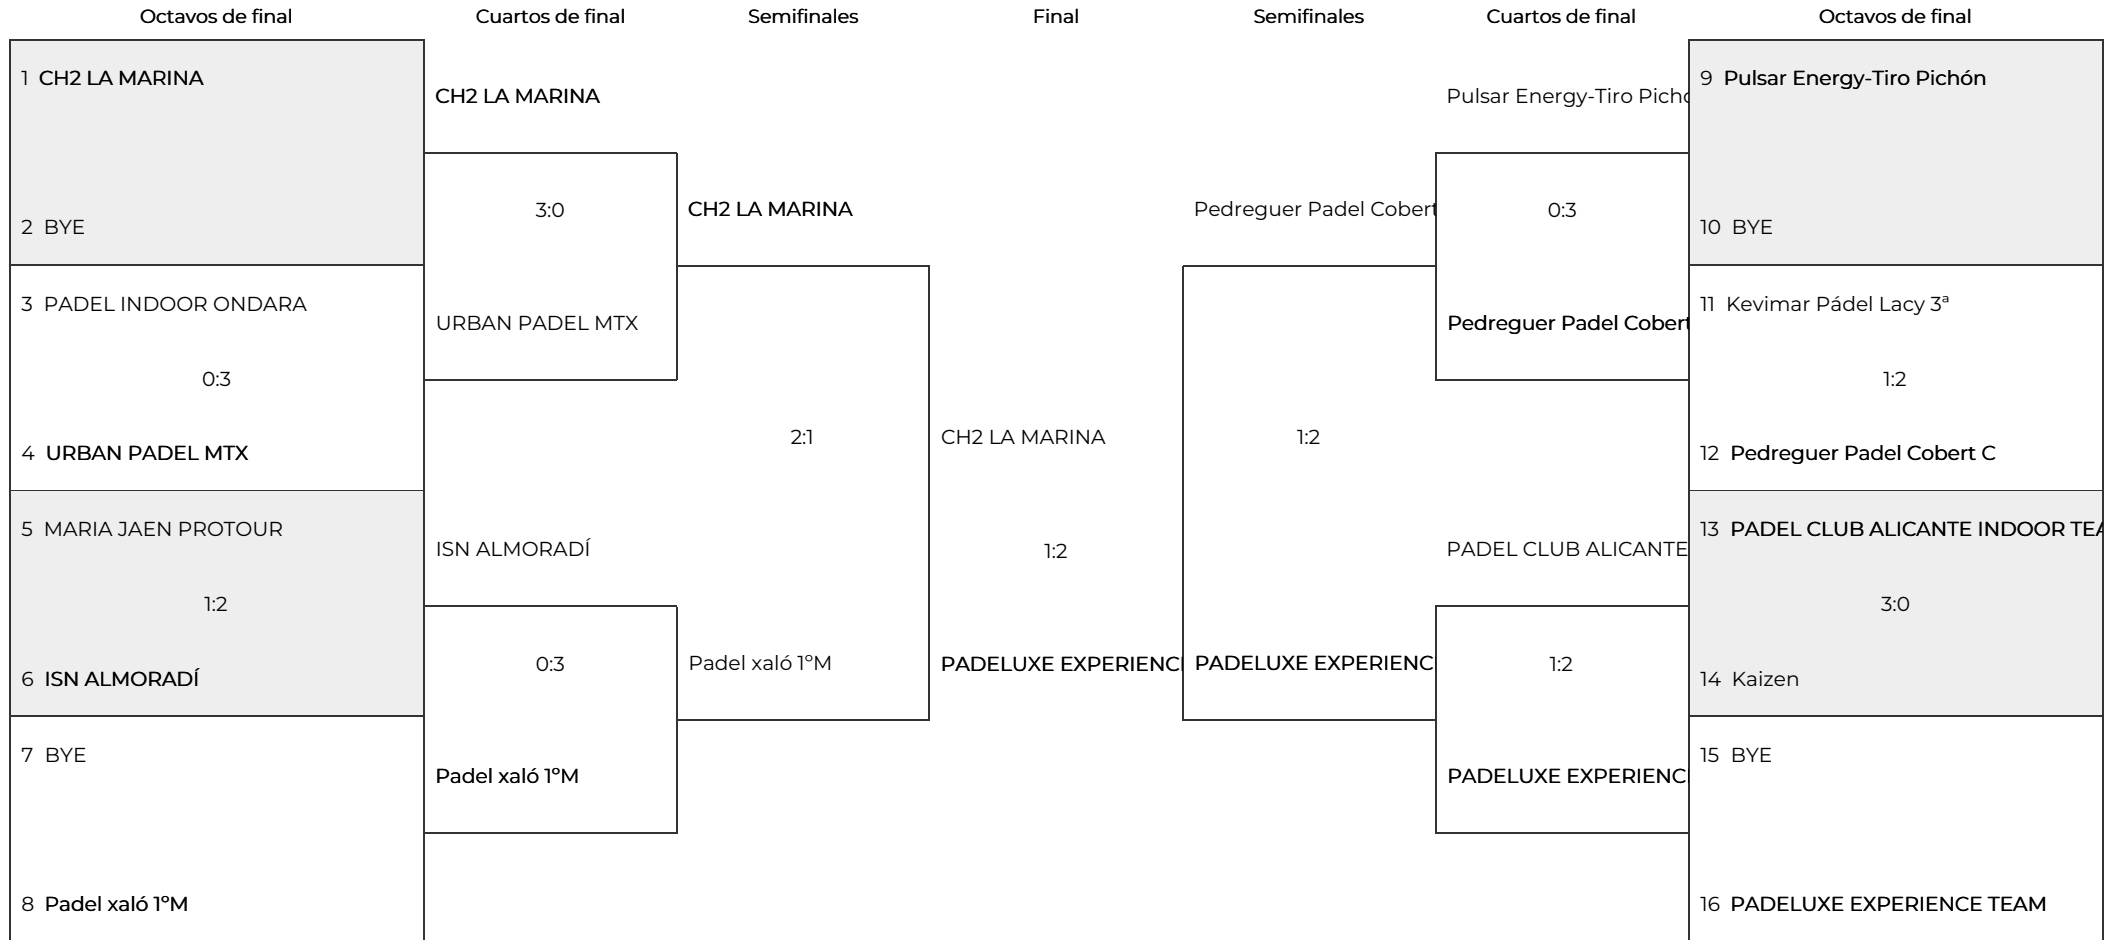 Octavos de final
Cuartos de final
Semifinales
Final
Semifinales
Cuartos de final
Octavos de final
1 CH2 LA MARINA
2 BYE
3 PADEL INDOOR ONDARA
0:3
4 URBAN PADEL MTX
5 MARIA JAEN PROTOUR
1:2
6 ISN ALMORADÍ
7 BYE
8 Padel xaló 1ºM
CH2 LA MARINA
3:0
URBAN PADEL MTX
ISN ALMORADÍ
0:3
Padel xaló 1ºM
CH2 LA MARINA
2:1
Padel xaló 1ºM
CH2 LA MARINA
1:2
PADELUXE EXPERIENC
Pedreguer Padel Cobert
1:2
PADELUXE EXPERIENC
Pulsar Energy-Tiro Pichó
0:3
Pedreguer Padel Cobert
PADEL CLUB ALICANTE
1:2
PADELUXE EXPERIENC
9 Pulsar Energy-Tiro Pichón
10 BYE
11 Kevimar Pádel Lacy 3ª
1:2
12 Pedreguer Padel Cobert C
13 PADEL CLUB ALICANTE INDOOR TEA
3:0
14 Kaizen
15 BYE
16 PADELUXE EXPERIENCE TEAM